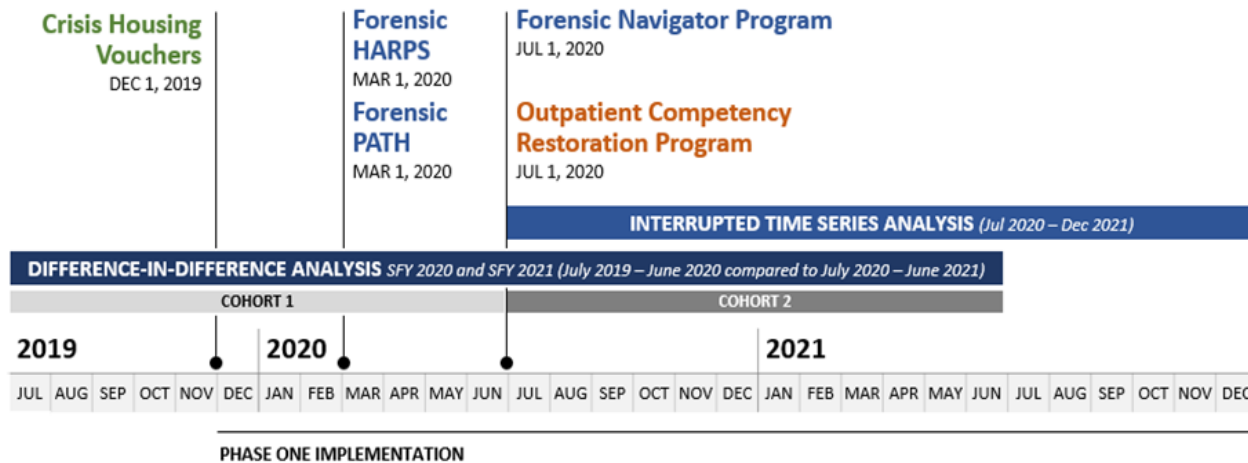 Crisis Housing
Vouchers
DEC 1, 2019
Forensic
HARPS
MAR 1, 2020
Forensic
PATH
MAR 1, 2020
Forensic Navigator Program
JUL 1, 2020
Outpatient Competency
Restoration Program
JUL 1, 2020
INTERRUPTED TIME SERIES ANALYSIS (Jul 2020 – Dec 2021)
DIFFERENCE-IN-DIFFERENCE ANALYSIS SFY 2020 and SFY 2021 (July 2019 – June 2020 compared to July 2020 – June 2021)
COHORT 1 COHORT 2
2019 2020 2021
JUL AUG SEP OCT NOV DEC JAN FEB MAR APR MAY JUN JUL AUG SEP OCT NOV DEC JAN FEB MAR APR MAY JUN JUL AUG SEP OCT NOV DEC
PHASE ONE IMPLEMENTATION